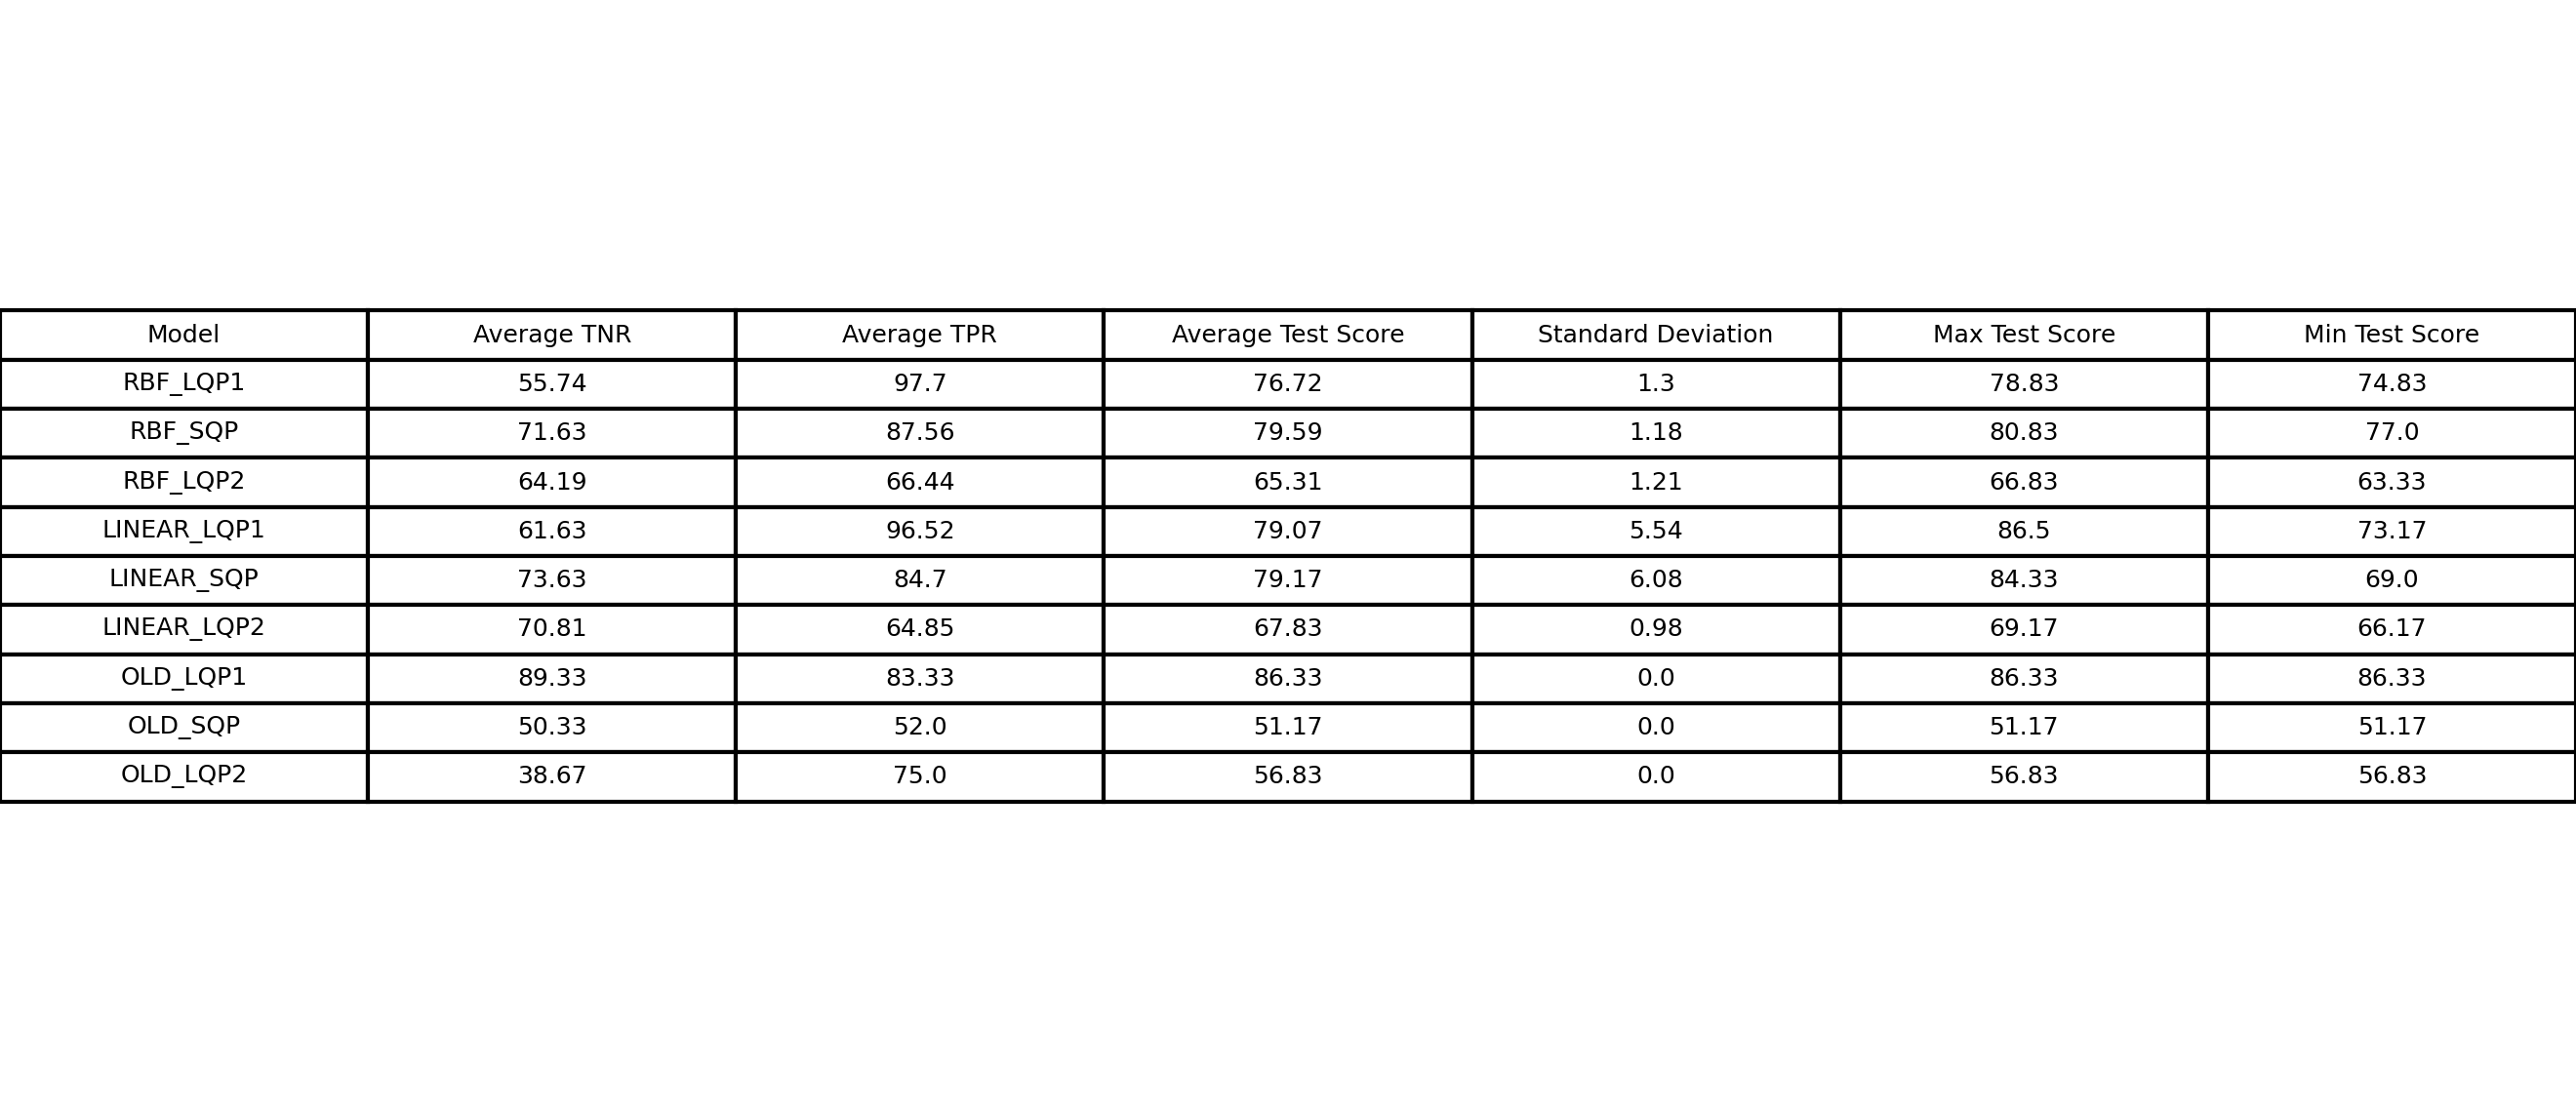 Model Average TNR Average TPR Average Test Score Standard Deviation Max Test Score Min Test Score
RBF_LQP1 55.74 97.7 76.72 1.3 78.83 74.83
RBF_SQP 71.63 87.56 79.59 1.18 80.83 77.0
RBF_LQP2 64.19 66.44 65.31 1.21 66.83 63.33
LINEAR_LQP1 61.63 96.52 79.07 5.54 86.5 73.17
LINEAR_SQP 73.63 84.7 79.17 6.08 84.33 69.0
LINEAR_LQP2 70.81 64.85 67.83 0.98 69.17 66.17
OLD_LQP1 89.33 83.33 86.33 0.0 86.33 86.33
OLD_SQP 50.33 52.0 51.17 0.0 51.17 51.17
OLD_LQP2 38.67 75.0 56.83 0.0 56.83 56.83